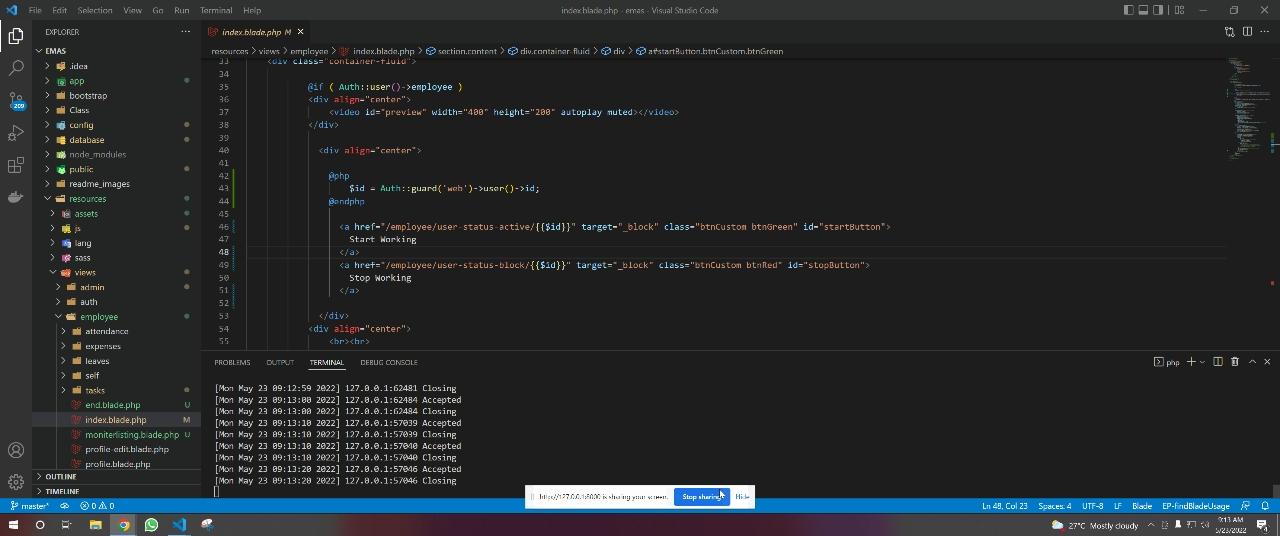 File Edit Selection View Go Run Terminal Help
index.blade.php - emas - Visual Studio Code
EXPLORER
index.blade.php M
EMAS
.idea
app
bootstrap
Class
config
database
node_modules
public
readme_images
resources
assets
js
lang
sass
views
admin
auth
employee
attendance
expenses
leaves
self
tasks
end.blade.php U
index.blade.php M
moniterlisting.blade.php U
profile-edit.blade.php
profile.blade.php
OUTLINE
TIMELINE
209
resources > views > employee > index.blade.php > section.content > div.container-fluid > div > a#startButton.btnCustom.btnGreen
33 <div class="container-fluid">
34
35 @if ( Auth::user()->employee )
36 <div align="center">
37 <video id="preview" width="400" height="200" autoplay muted></video>
38 </div>
39
40 <div align="center">
41
42 @php
43 $id = Auth::guard('web')->user()->id;
44 @endphp
45
46 <a href="/employee/user-status-active/{{$id}}" target="_block" class="btnCustom btnGreen" id="startButton">
47 Start Working
48 </a>
49 <a href="/employee/user-status-block/{{$id}}" target="_block" class="btnCustom btnRed" id="stopButton">
50 Stop Working
51 </a>
52
53 </div>
54 <div align="center">
55 <br><br>
PROBLEMS OUTPUT TERMINAL DEBUG CONSOLE
php
[Mon May 23 09:12:59 2022] 127.0.0.1:62481 Closing
[Mon May 23 09:13:00 2022] 127.0.0.1:62484 Accepted
[Mon May 23 09:13:00 2022] 127.0.0.1:62484 Closing
[Mon May 23 09:13:10 2022] 127.0.0.1:57039 Accepted
[Mon May 23 09:13:10 2022] 127.0.0.1:57039 Closing
[Mon May 23 09:13:10 2022] 127.0.0.1:57040 Accepted
[Mon May 23 09:13:10 2022] 127.0.0.1:57040 Closing
[Mon May 23 09:13:20 2022] 127.0.0.1:57046 Accepted
[Mon May 23 09:13:20 2022] 127.0.0.1:57046 Closing
http://127.0.0.1:8000 is sharing your screen. Stop sharing Hide
master* 0 0
Ln 48, Col 23 Spaces: 4 UTF-8 LF Blade EP-findBladeUsage
27°C Mostly cloudy
9:13 AM
5/23/2022